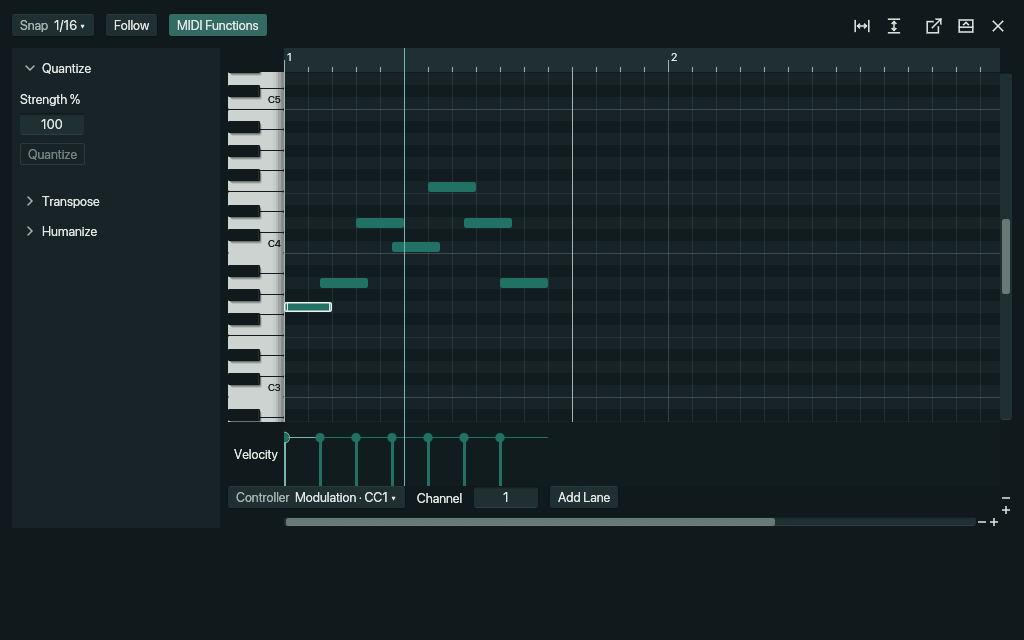 Snap 1/16 Follow MIDI Functions
Quantize
Strength %
100
Quantize
Transpose
Humanize
1 2
C5
C4
C3
Velocity
Controller Modulation · CC1 Channel 1 Add Lane